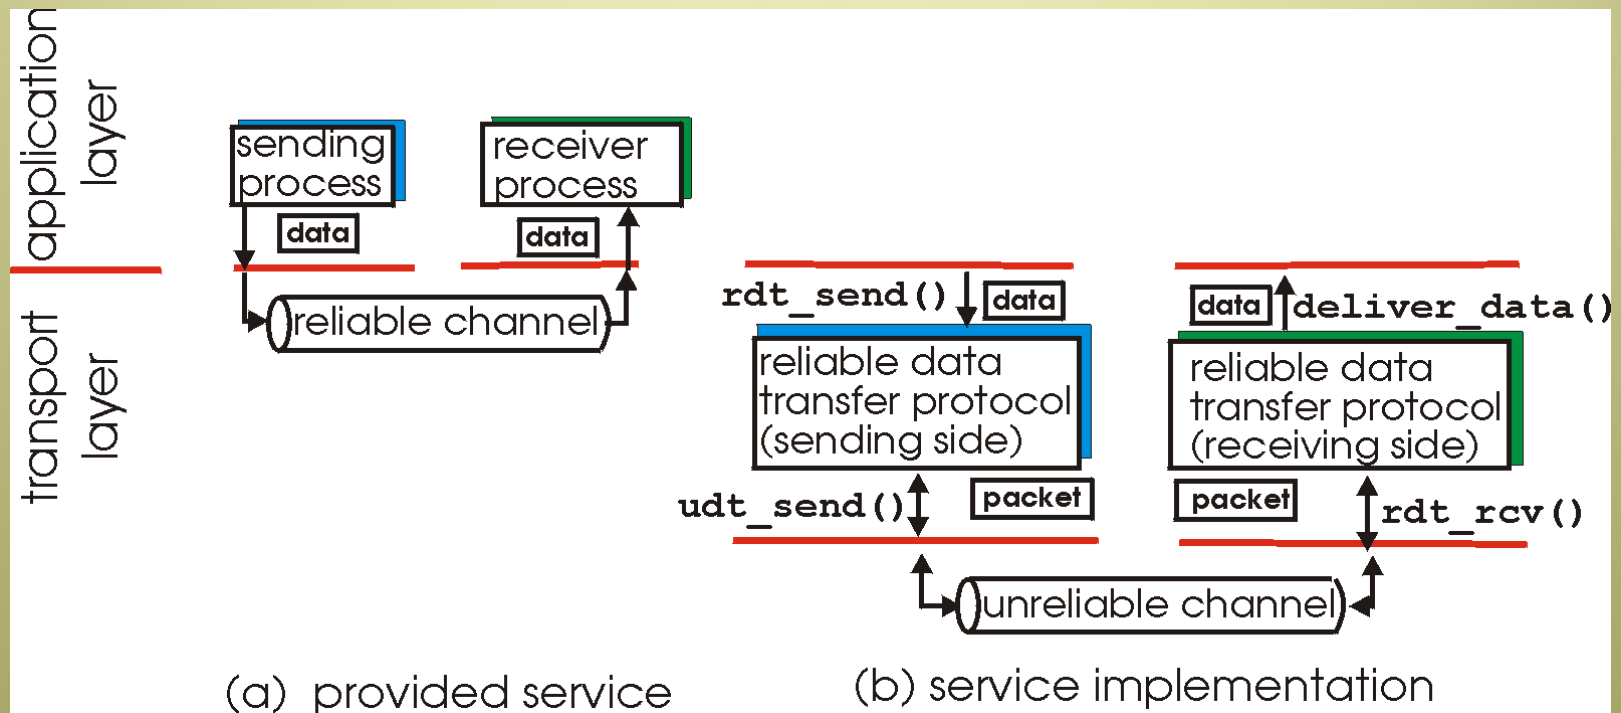 application
layer
transport
layer
sending
process
receiver
process
data
data
reliable channel
(a) provided service
rdt_send()
data
data
deliver_data()
reliable data
transfer protocol
(sending side)
reliable data
transfer protocol
(receiving side)
udt_send()
packet
packet
rdt_rcv()
unreliable channel
(b) service implementation